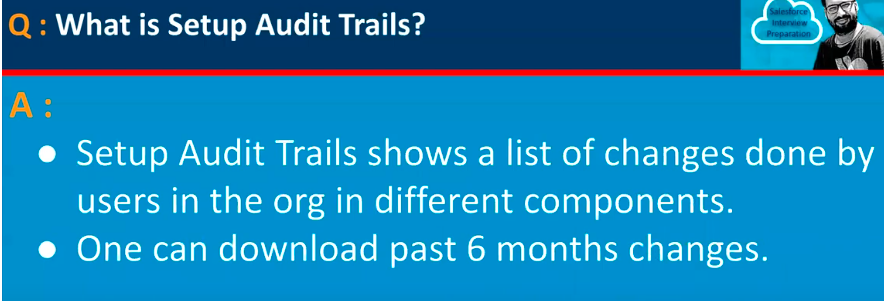 Q : What is Setup Audit Trails?
Salesforce
Interview
Preparation
A :
● Setup Audit Trails shows a list of changes done by
users in the org in different components.
● One can download past 6 months changes.